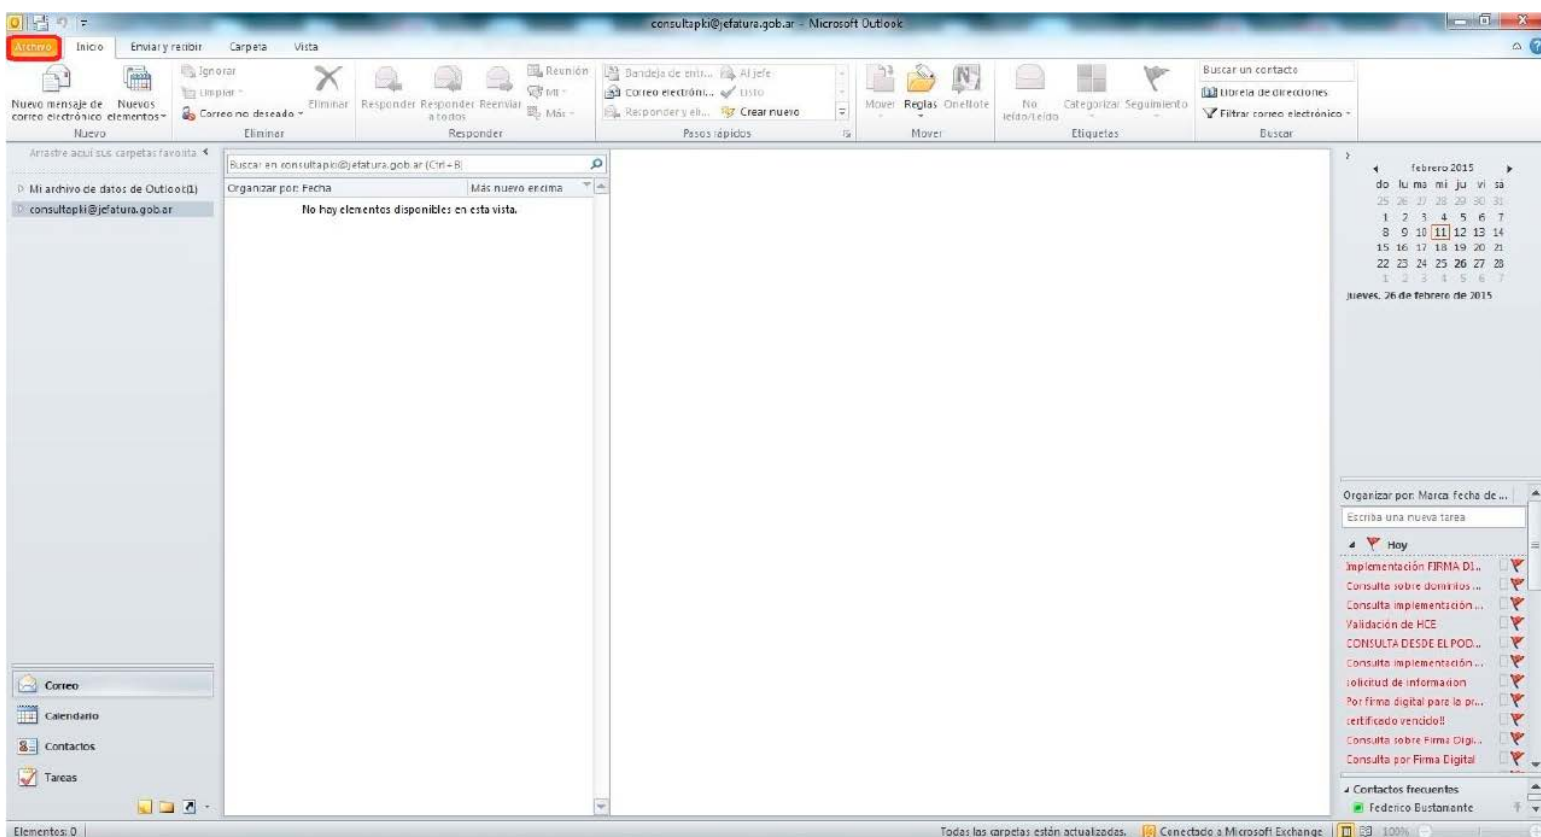 consultapki@jefatura.gob.ar - Microsoft Outlook
Archivo Inicio Enviar y recibir Carpeta Vista
Nuevo mensaje de correo electrónico
Nuevos elementos
Nuevo
Ignorar
Limpiar
Correo no deseado
Eliminar
Eliminar
Responder
Responder a todos
Reenviar
Reunión
MI
Más
Responder
Bandeja de entr...
Al jefe
Correo electróni...
Listo
Responder y eli...
Crear nuevo
Pasos rápidos
Mover
Reglas
OneNote
Mover
No leído/Leído
Categorizar
Seguimiento
Etiquetas
Buscar un contacto
Libreta de direcciones
Filtrar correo electrónico
Buscar
Arrastre aquí sus carpetas favorita
Mi archivo de datos de Outlook(1)
consultapki@jefatura.gob.ar
Correo
Calendario
Contactos
Tareas
Buscar en consultapki@jefatura.gob.ar (Ctrl+B)
Organizar por: Fecha Más nuevo encima
No hay elementos disponibles en esta vista.
febrero 2015
do lu ma mi ju vi sá
25 26 27 28 29 30 31
1 2 3 4 5 6 7
8 9 10 11 12 13 14
15 16 17 18 19 20 21
22 23 24 25 26 27 28
1 2 3 4 5 6 7
jueves, 26 de febrero de 2015
Organizar por: Marca: fecha de ...
Escriba una nueva tarea
Hoy
Implementación FIRMA DI...
Consulta sobre dominios ...
Consulta implementación ...
Validación de HCE
CONSULTA DESDE EL POD...
Consulta implementación ...
solicitud de informacion
Por firma digital para la pr...
certificado vencido!!
Consulta sobre Firma Digi...
Consulta por Firma Digital
Contactos frecuentes
Federico Bustamante
Elementos: 0
Todas las carpetas están actualizadas. Conectado a Microsoft Exchange 100%